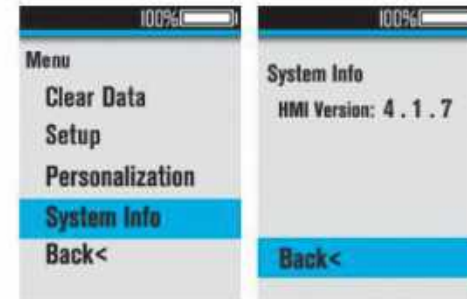 100%
Menu
Clear Data
Setup
Personalization
System Info
Back<
100%
System Info
HMI Version: 4 . 1 . 7
Back<